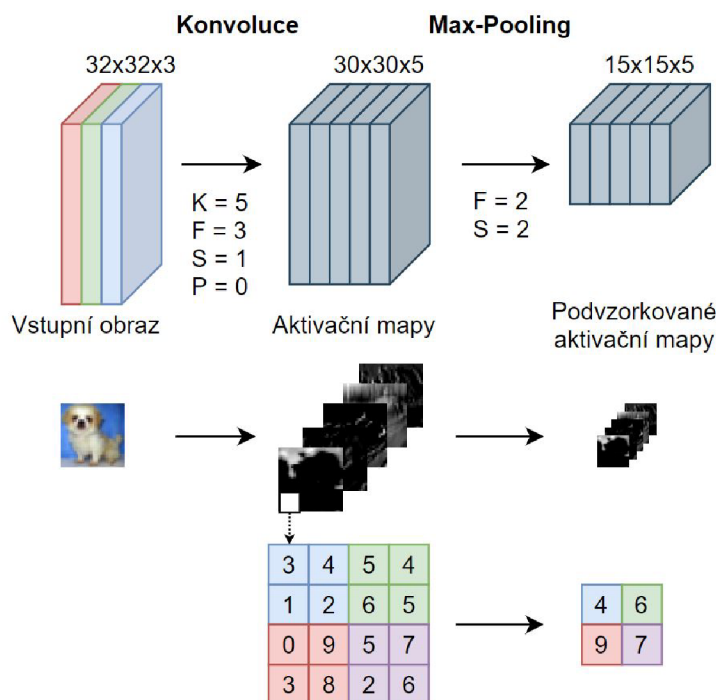 Konvoluce Max-Pooling
32x32x3 30x30x5 15x15x5
K = 5
F = 3
S = 1
P = 0
F = 2
S = 2
Vstupní obraz Aktivační mapy Podvzorkované
aktivační mapy
3 4 5 4
1 2 6 5
0 9 5 7
3 8 2 6
4 6
9 7